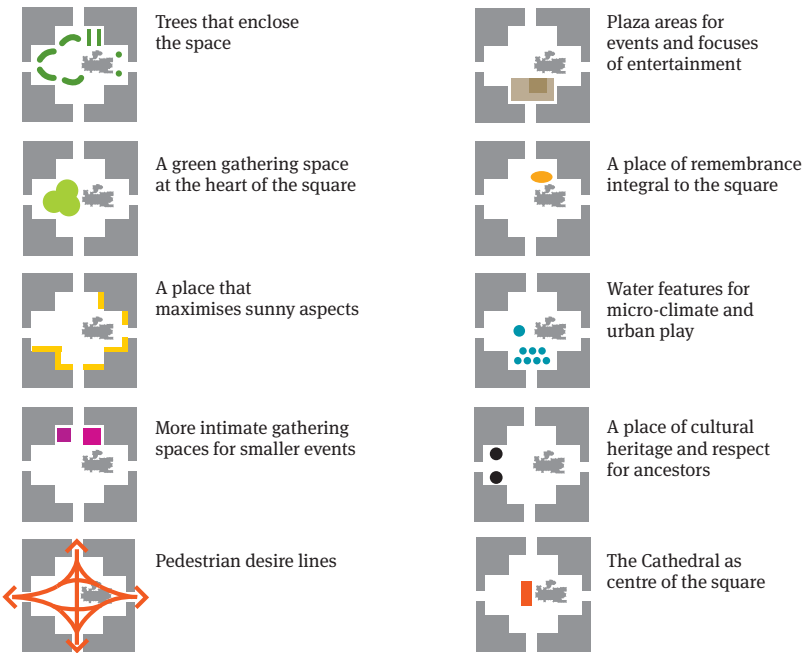 Trees that enclose
the space
A green gathering space
at the heart of the square
A place that
maximises sunny aspects
More intimate gathering
spaces for smaller events
Pedestrian desire lines
Plaza areas for
events and focuses
of entertainment
A place of remembrance
integral to the square
Water features for
micro-climate and
urban play
A place of cultural
heritage and respect
for ancestors
The Cathedral as
centre of the square